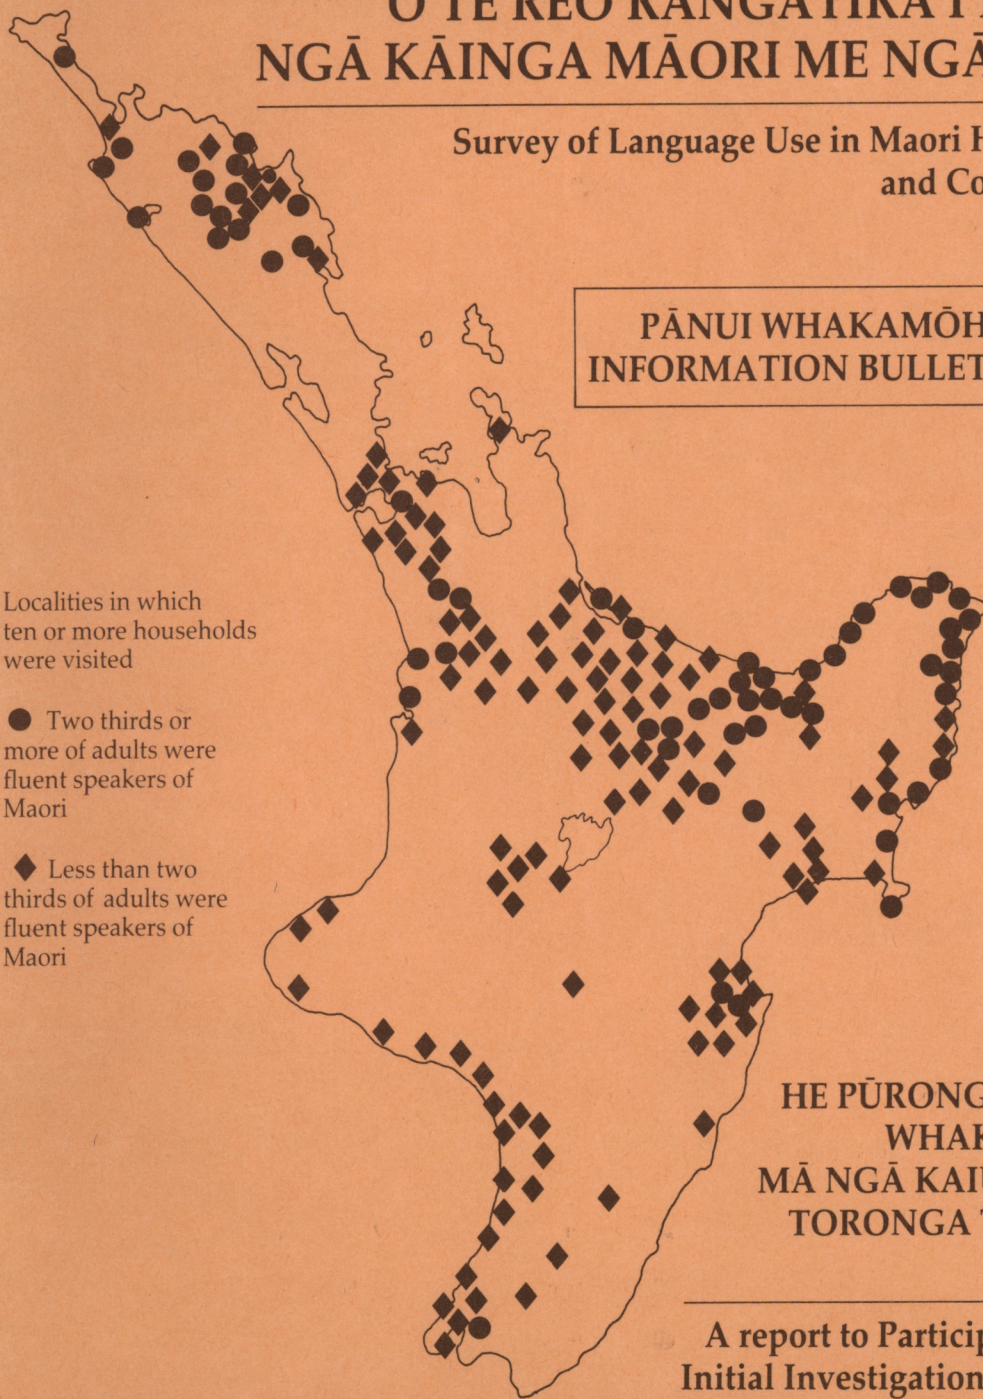 O TE REO RANGATIRA I
NGĀ KĀINGA MĀORI ME NGĀ
Survey of Language Use in Maori H
and Co
PĀNUI WHAKAMŌH
INFORMATION BULLET
Localities in which
ten or more households
were visited
Two thirds or
more of adults were
fluent speakers of
Maori
Less than two
thirds of adults were
fluent speakers of
Maori
HE PŪRONG
WHAK
MĀ NGĀ KAIU
TORONGA T
A report to Particip
Initial Investigation